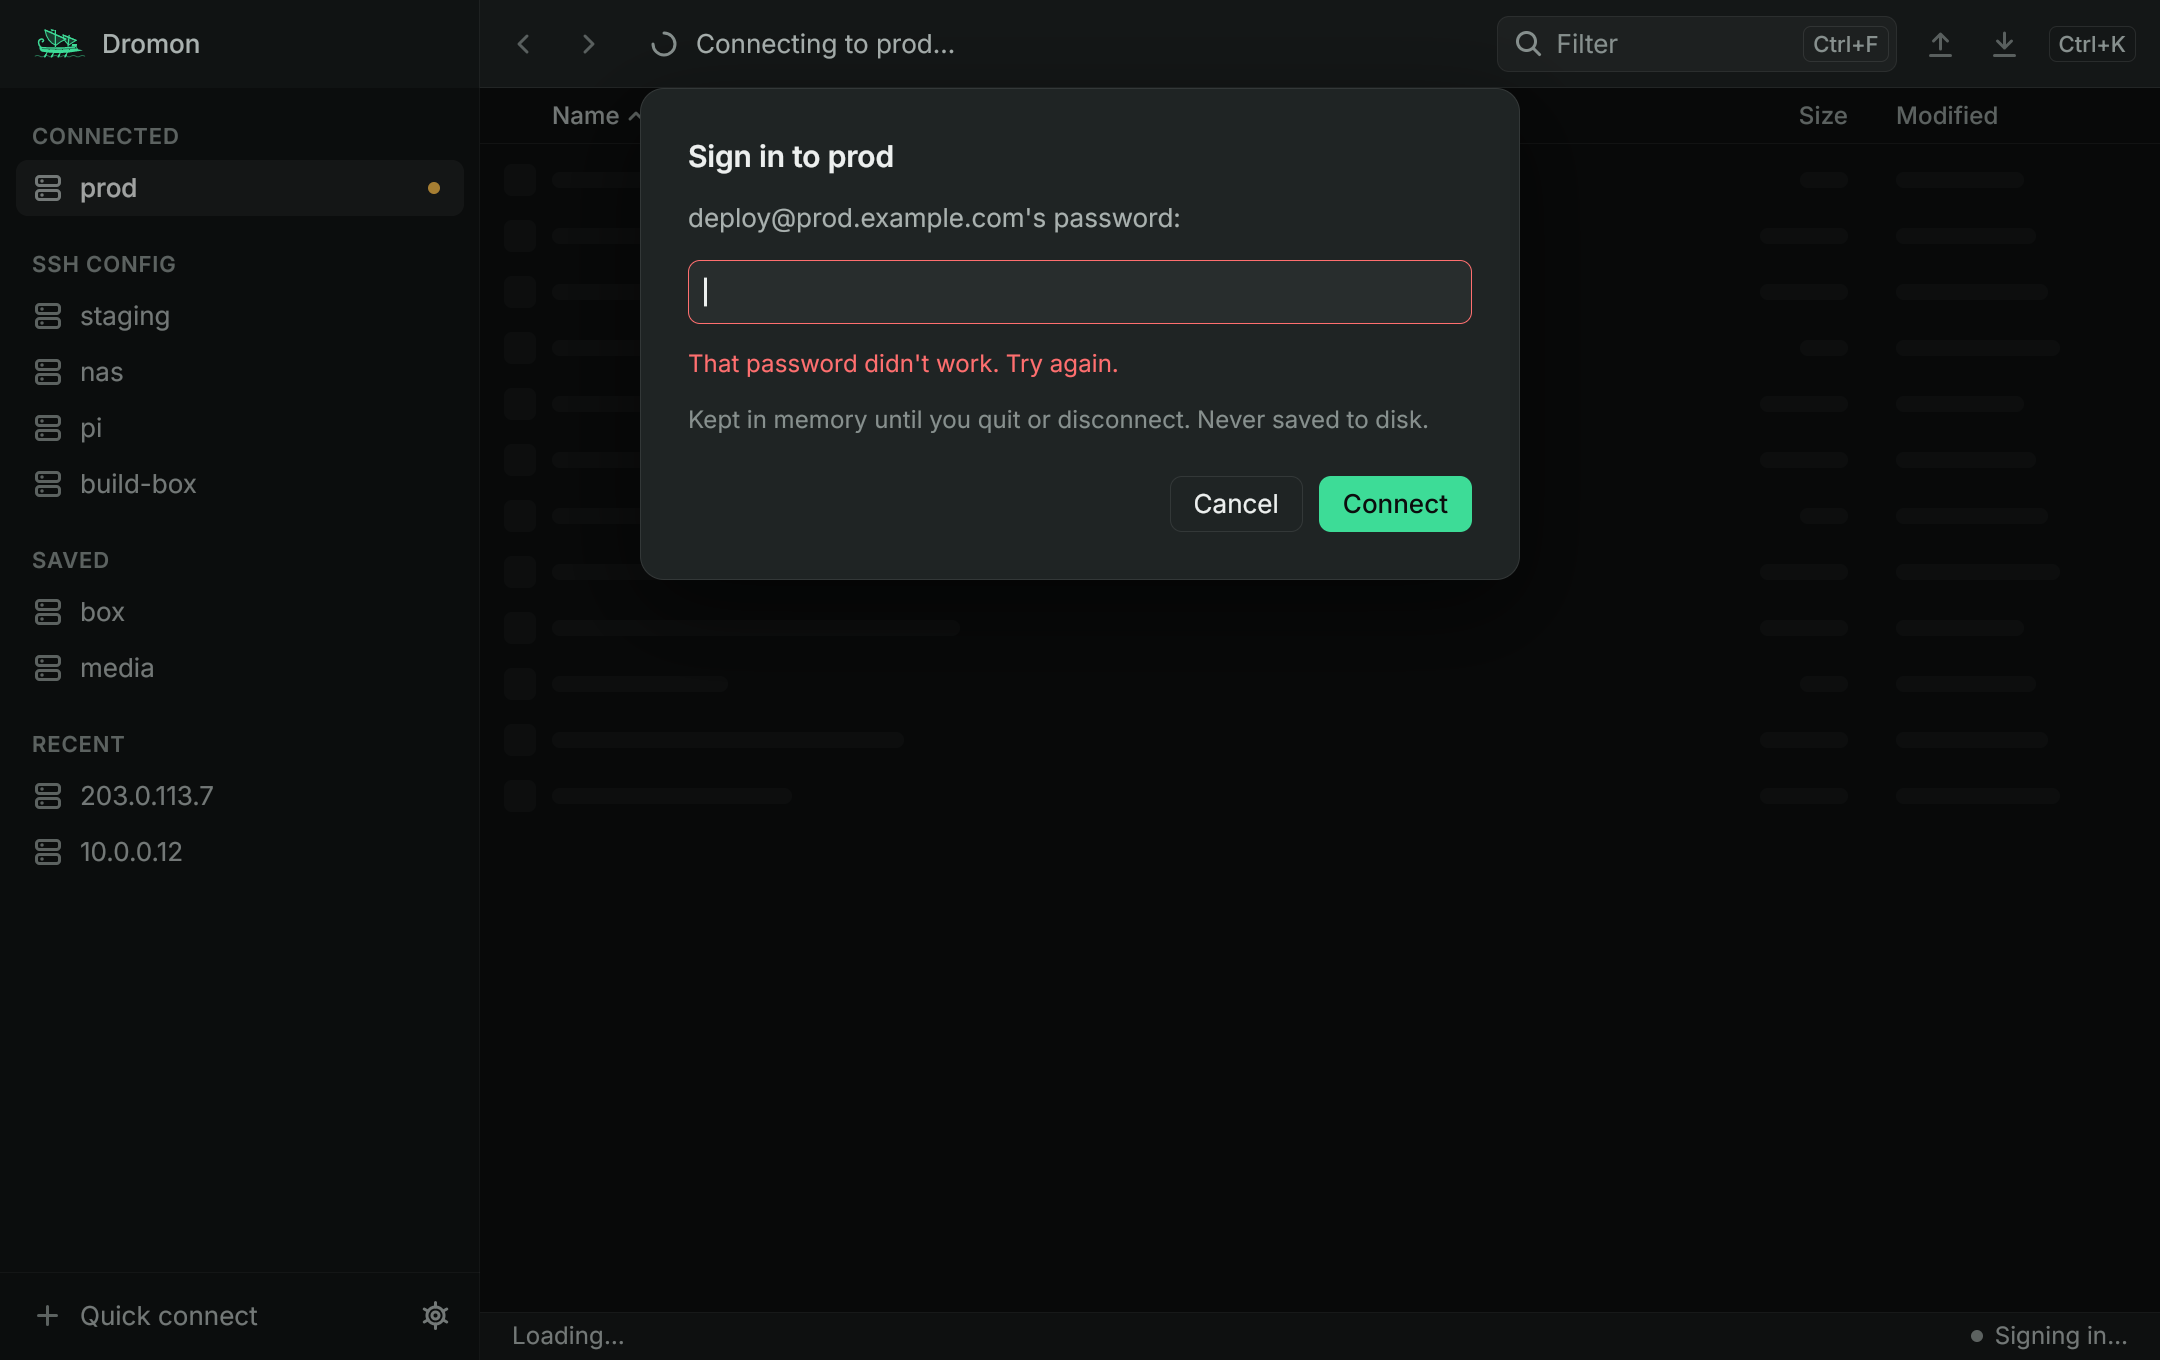 Dromon
Connecting to prod...
Filter
Ctrl+F
Ctrl+K
CONNECTED
prod
SSH CONFIG
staging
nas
pi
build-box
SAVED
box
media
RECENT
203.0.113.7
10.0.0.12
Quick connect
Name
Size
Modified
Sign in to prod
deploy@prod.example.com's password:
That password didn't work. Try again.
Kept in memory until you quit or disconnect. Never saved to disk.
Cancel
Connect
Loading...
Signing in...